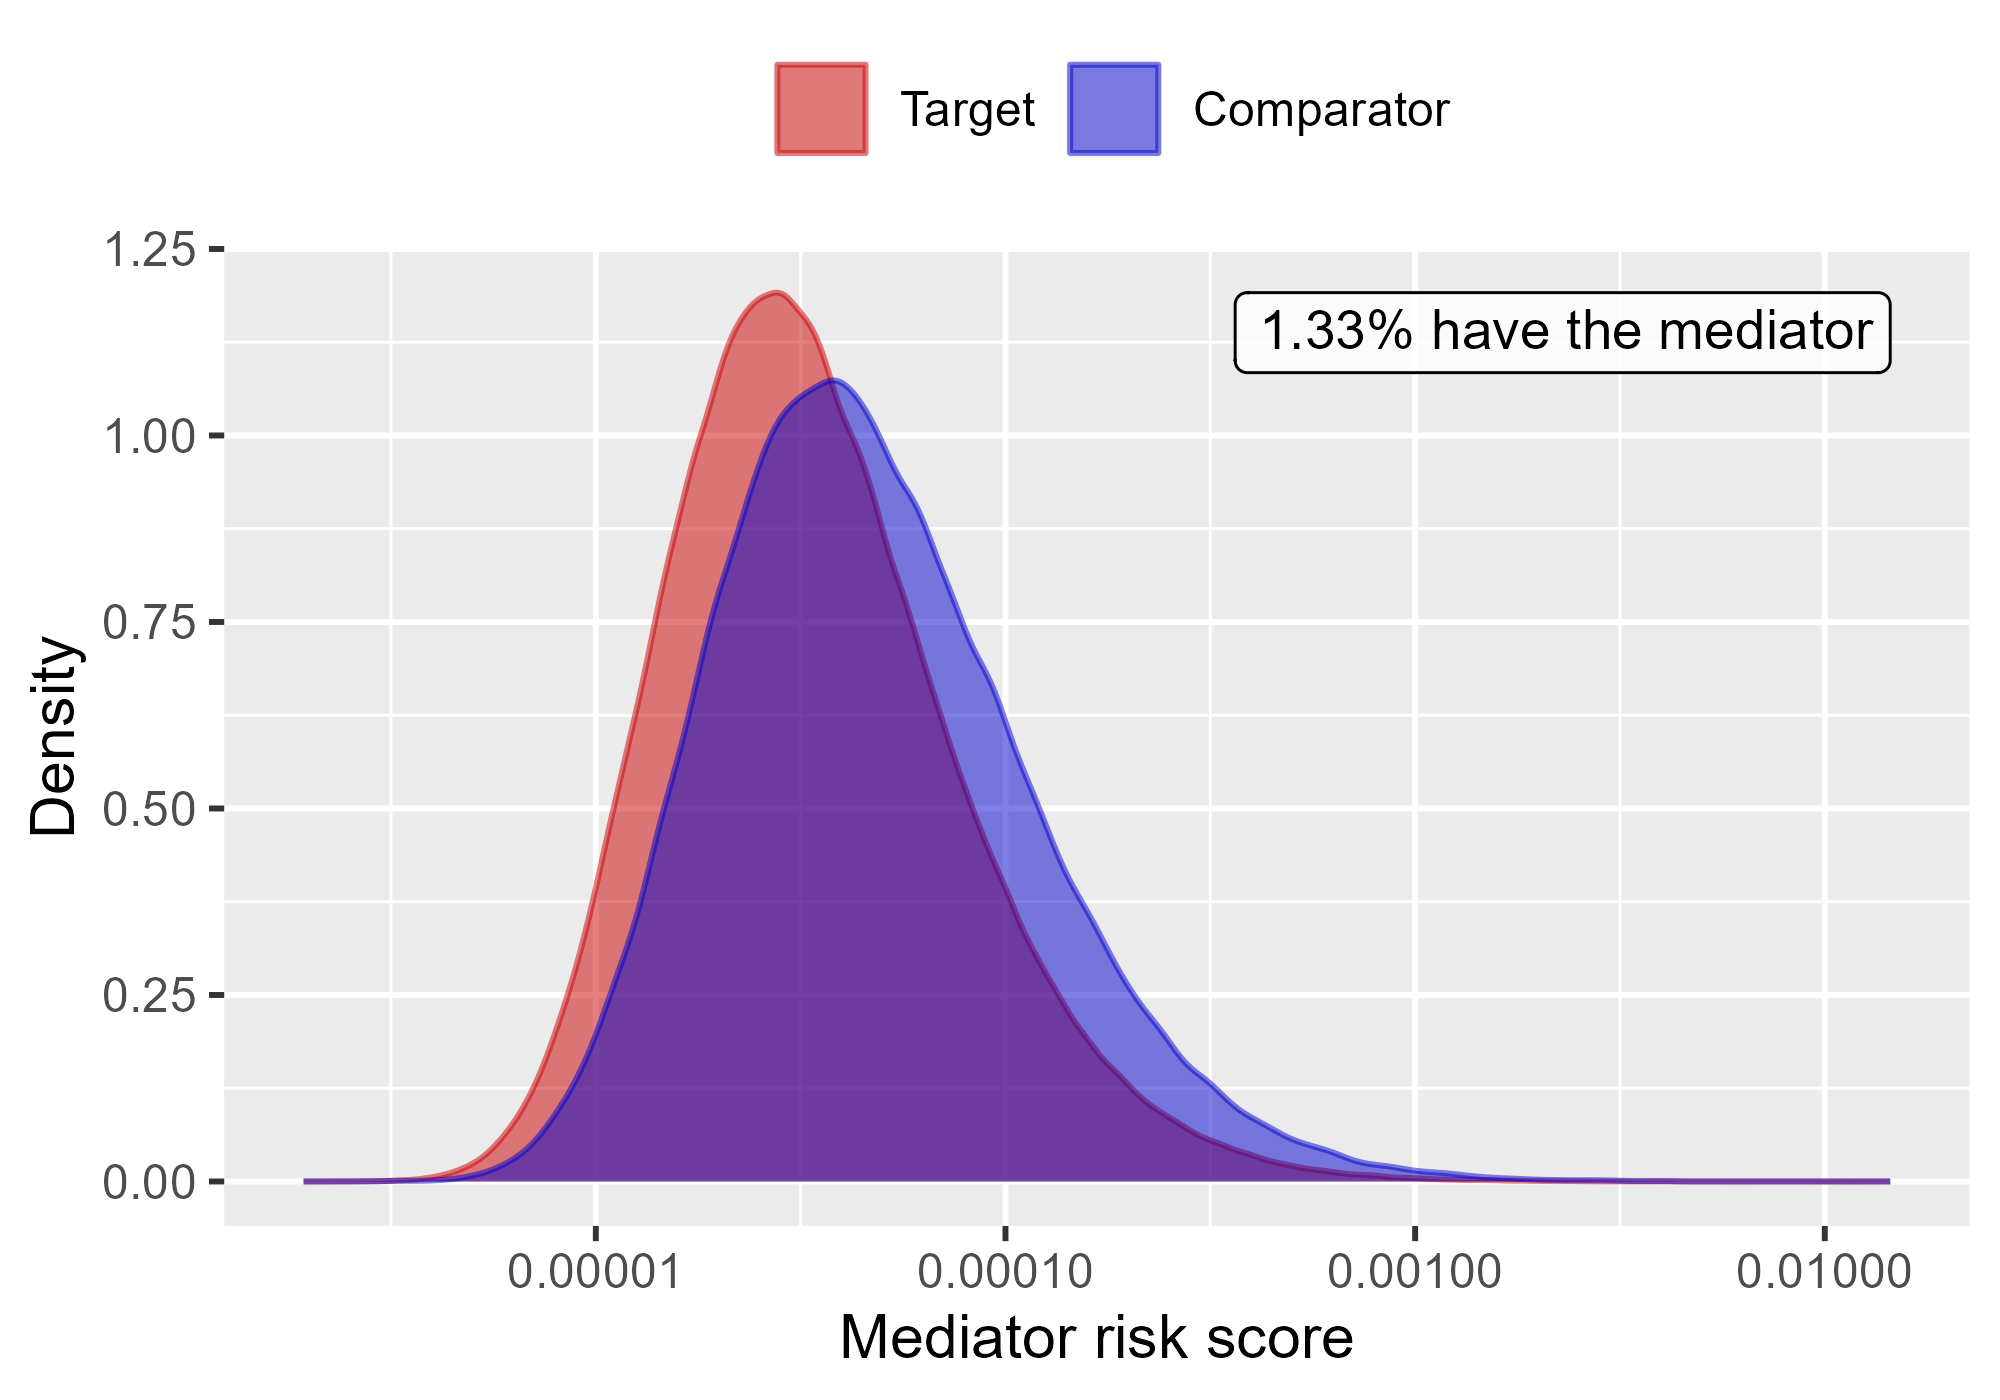 Target Comparator
1.25
1.33% have the mediator
1.00
0.75
0.50
0.25
0.00
Density
0.00001 0.00010 0.00100 0.01000
Mediator risk score